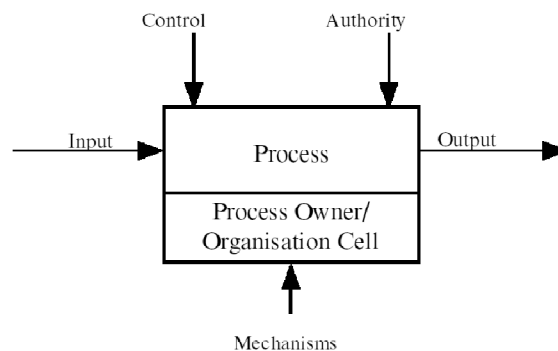 Control
Authority
Input
Process
Output
Process Owner/
Organisation Cell
Mechanisms